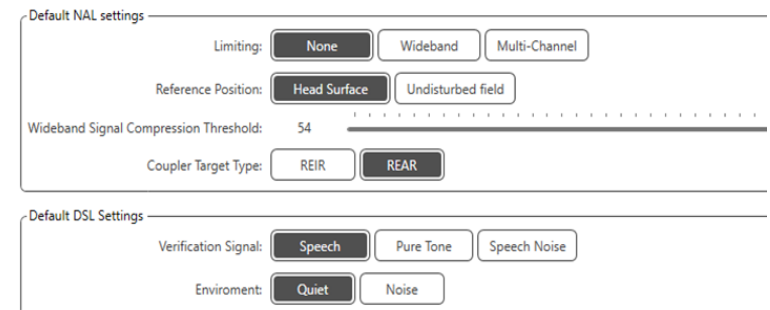 Default NAL settings
Limiting: None Wideband Multi-Channel
Reference Position: Head Surface Undisturbed field
Wideband Signal Compression Threshold: 54
Coupler Target Type: REIR REAR
Default DSL Settings
Verification Signal: Speech Pure Tone Speech Noise
Enviroment: Quiet Noise